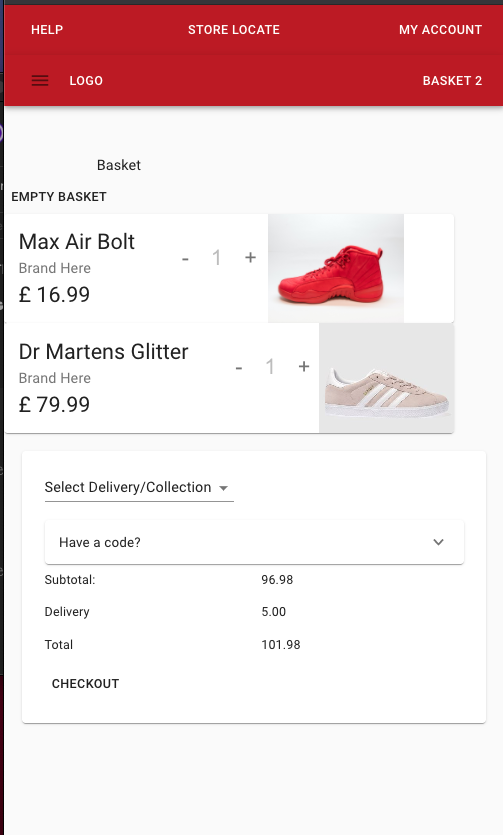 HELP STORE LOCATE MY ACCOUNT
LOGO BASKET 2
Basket
EMPTY BASKET
Max Air Bolt
Brand Here
£ 16.99
- 1 +
Dr Martens Glitter
Brand Here
£ 79.99
- 1 +
Select Delivery/Collection
Have a code?
Subtotal: 96.98
Delivery 5.00
Total 101.98
CHECKOUT